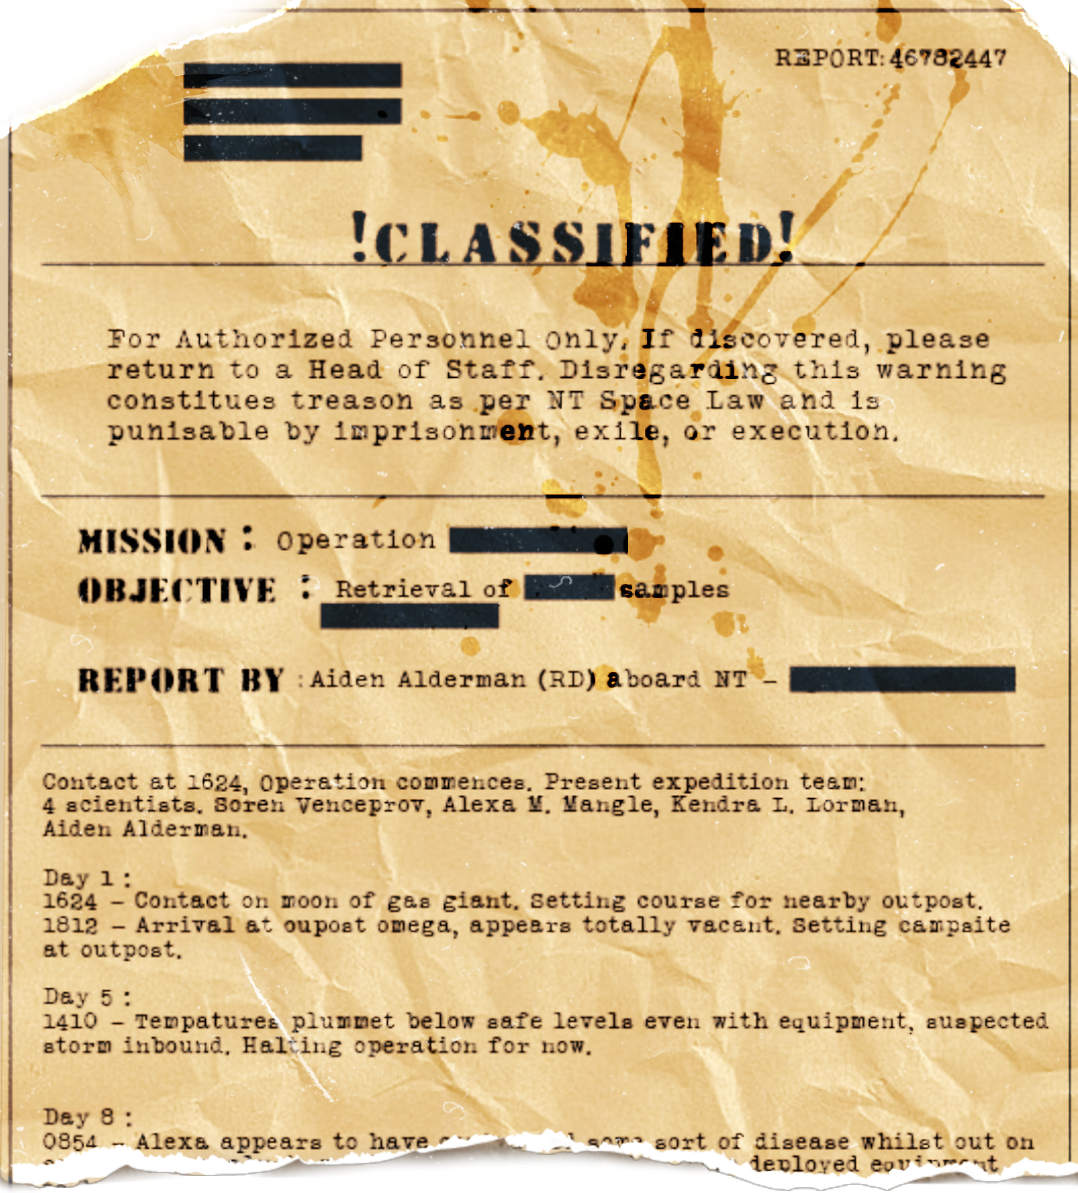 REPORT:46782447
!CLASSIFIED!
For Authorized Personnel Only. If discovered, please
return to a Head of Staff. Disregarding this warning
constitues treason as per NT Space Law and is
punisable by imprisonment, exile, or execution.
MISSION : Operation
OBJECTIVE : Retrieval of samples
REPORT BY :Aiden Alderman (RD) aboard NT –
Contact at 1624, Operation commences. Present expedition team:
4 scientists. Soren Venceprov, Alexa M. Mangle, Kendra L. Lorman,
Aiden Alderman.
Day 1:
1624 – Contact on moon of gas giant. Setting course for nearby outpost.
1812 – Arrival at oupost omega, appears totally vacant. Setting campsite
at outpost.
Day 5:
1410 – Tempatures plummet below safe levels even with equipment, suspected
storm inbound. Halting operation for now.
Day 8:
0854 – Alexa appears to have some sort of disease whilst out on
deployed equipment